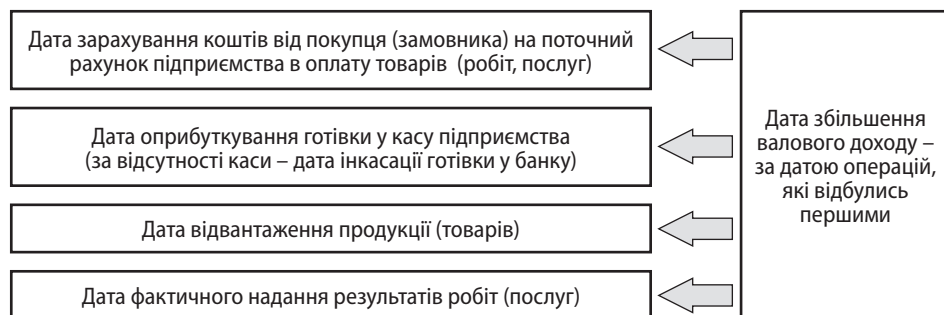 Дата зарахування коштів від покупця (замовника) на поточний
рахунок підприємства в оплату товарів (робіт, послуг)
Дата оприбуткування готівки у касу підприємства
(за відсутності каси – дата інкасації готівки у банку)
Дата відвантаження продукції (товарів)
Дата фактичного надання результатів робіт (послуг)
Дата збільшення
валового доходу –
за датою операцій,
які відбулись
першими